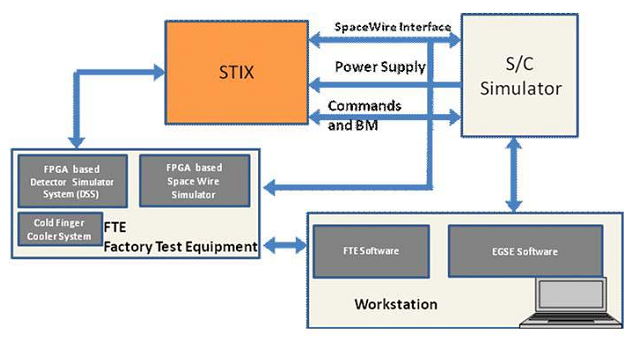 SpaceWire Interface
STIX
S/C
Simulator
Power Supply
Commands
and BM
FPGA based
Detector Simulator
System (DSS)
FPGA based
Space Wire
Simulator
Cold Finger
Cooler System
FTE
Factory Test Equipment
FTE Software
EGSE Software
Workstation